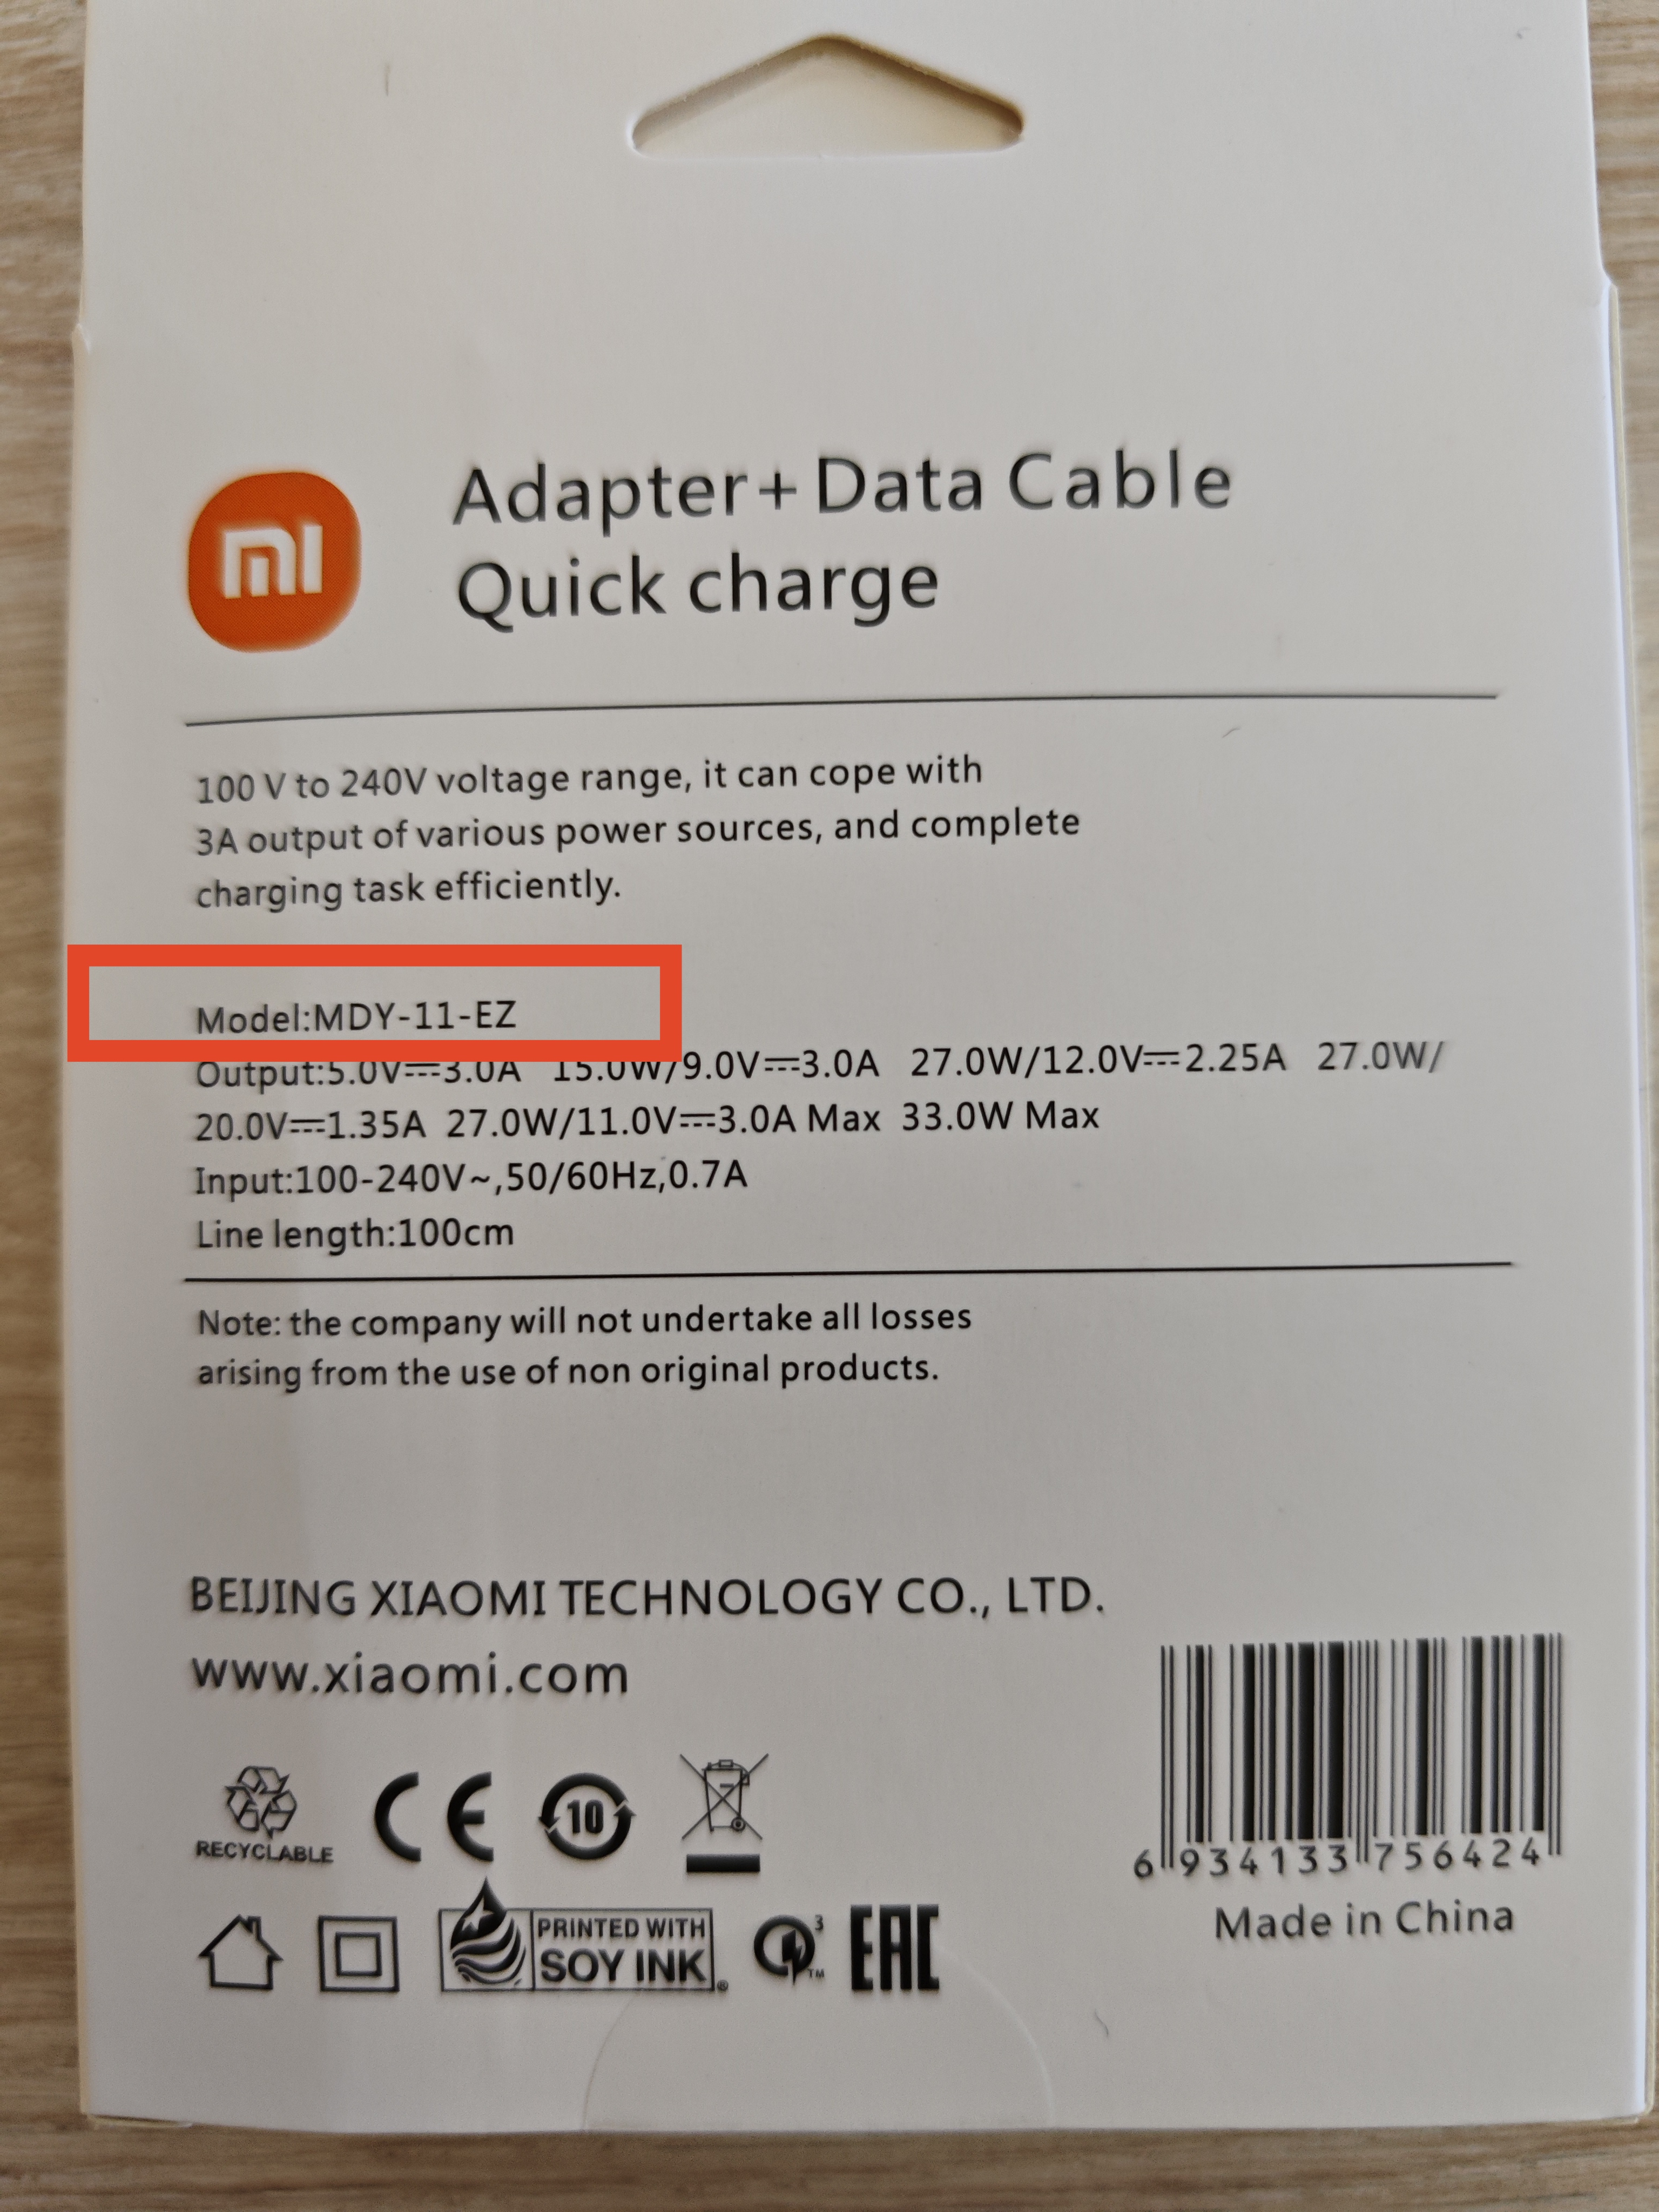 mi
Adapter+Data Cable
Quick charge
100 V to 240V voltage range, it can cope with
3A output of various power sources, and complete
charging task efficiently.
Model:MDY-11-EZ
Output:5.0V⎓3.0A 15.0W/9.0V⎓3.0A 27.0W/12.0V⎓2.25A 27.0W/
20.0V⎓1.35A 27.0W/11.0V⎓3.0A Max 33.0W Max
Input:100-240V~,50/60Hz,0.7A
Line length:100cm
Note: the company will not undertake all losses
arising from the use of non original products.
BEIJING XIAOMI TECHNOLOGY CO., LTD.
www.xiaomi.com
RECYCLABLE
CE
10
6 934133 756424
Made in China
PRINTED WITH
SOY INK®
3
TM
EAC